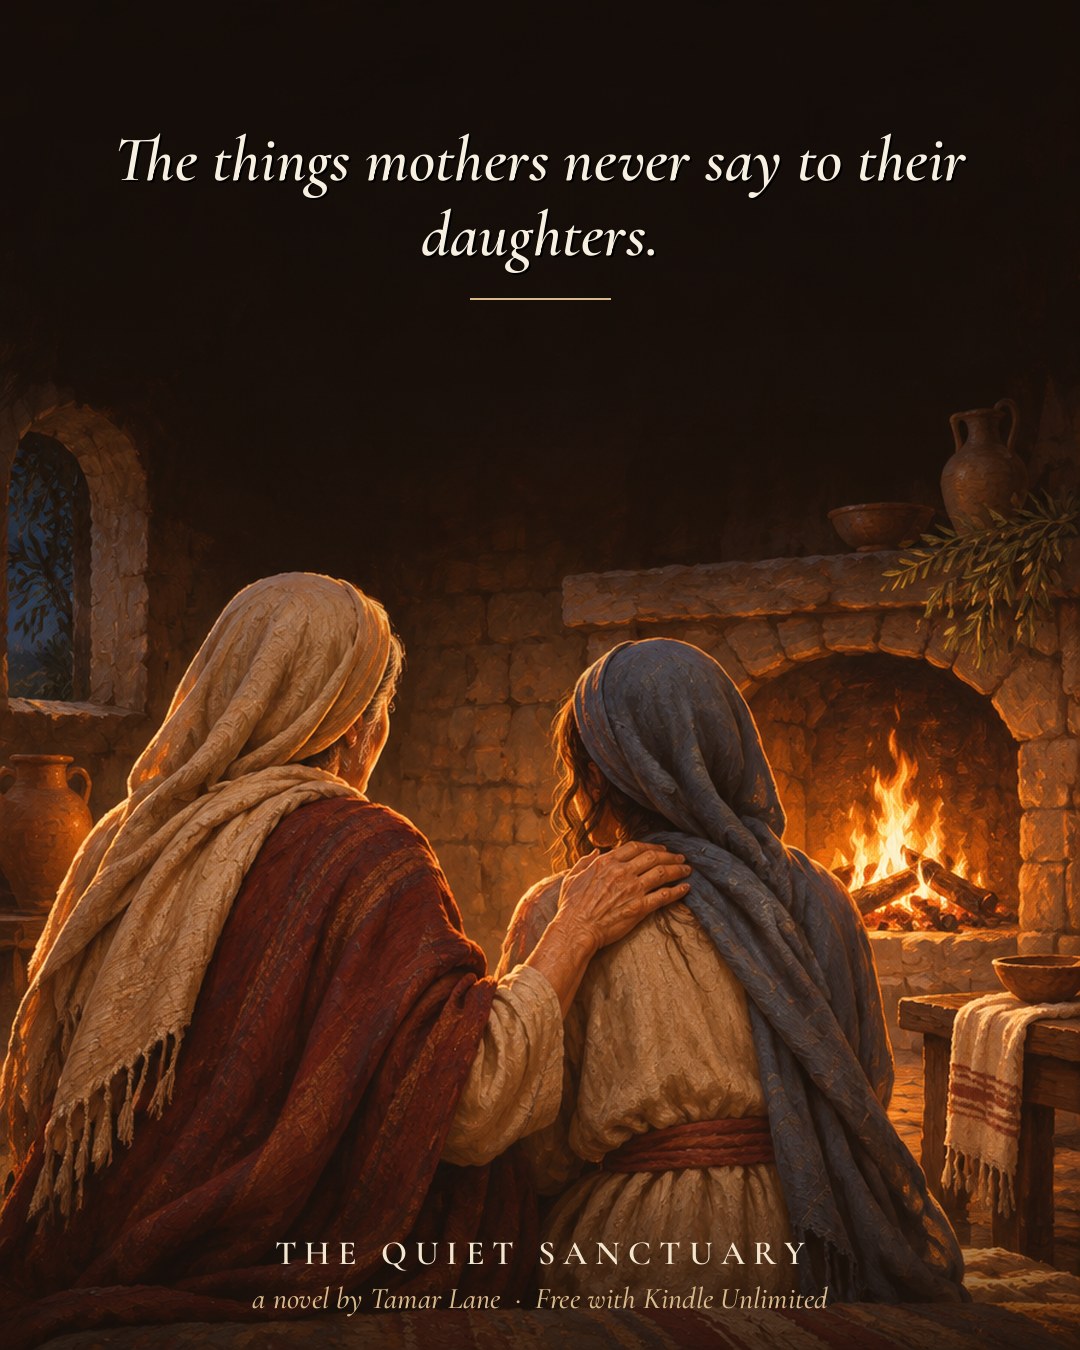 The things mothers never say to their
daughters.
THE QUIET SANCTUARY
a novel by Tamar Lane · Free with Kindle Unlimited